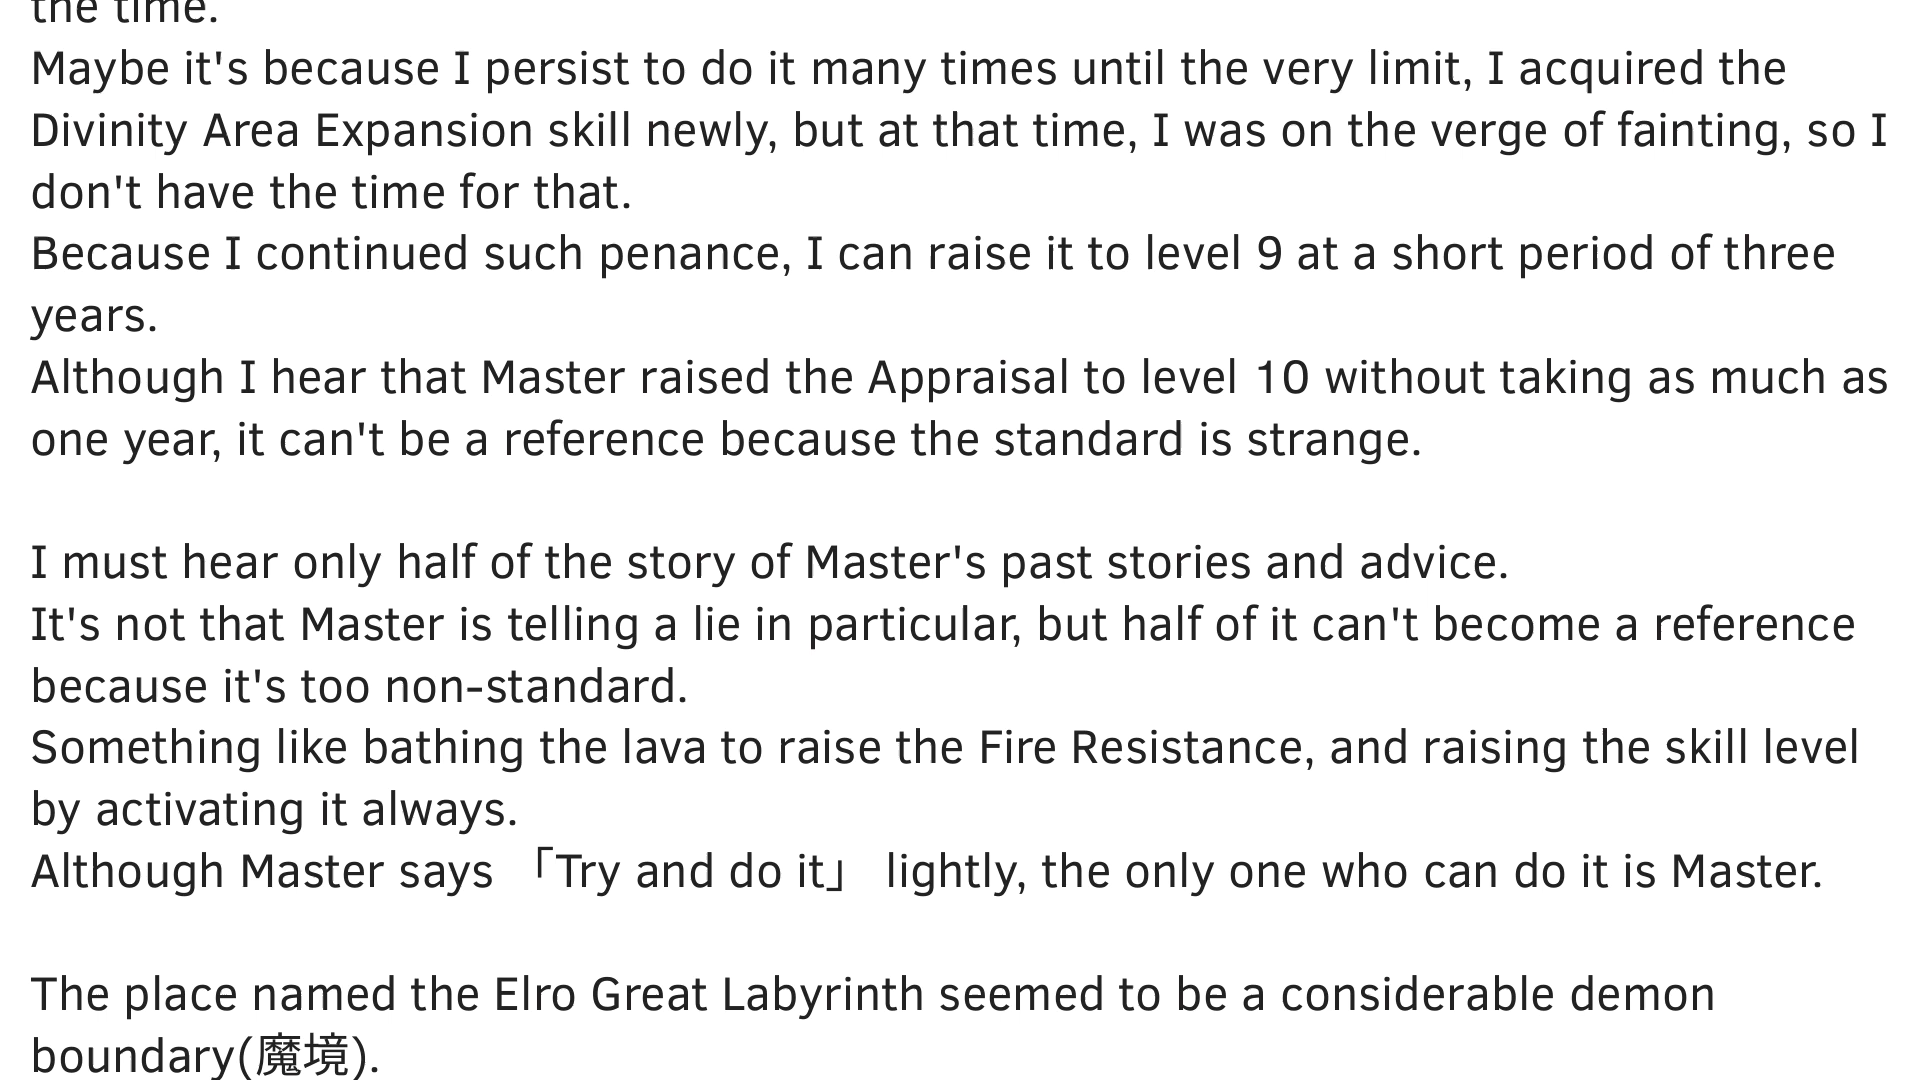 the time.
Maybe it's because I persist to do it many times until the very limit, I acquired the
Divinity Area Expansion skill newly, but at that time, I was on the verge of fainting, so I
don't have the time for that.
Because I continued such penance, I can raise it to level 9 at a short period of three
years.
Although I hear that Master raised the Appraisal to level 10 without taking as much as
one year, it can't be a reference because the standard is strange.
I must hear only half of the story of Master's past stories and advice.
It's not that Master is telling a lie in particular, but half of it can't become a reference
because it's too non-standard.
Something like bathing the lava to raise the Fire Resistance, and raising the skill level
by activating it always.
Although Master says 「Try and do it」 lightly, the only one who can do it is Master.
The place named the Elro Great Labyrinth seemed to be a considerable demon
boundary(魔境).